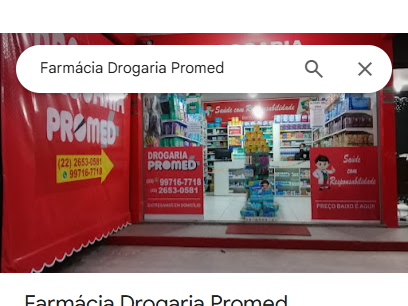 Farmácia Drogaria Promed
DROGARIA
PROMED
(22) 2653-0581
99716-7718
Saúde com Responsabilidade
DROGARIA
PROMED
99716-7718
2653-0581
ENTREGAMOS EM DOMICÍLIO
Saúde
com
Responsabilidade
PREÇO BAIXO É AQUI!
Farmácia Drogaria Promed